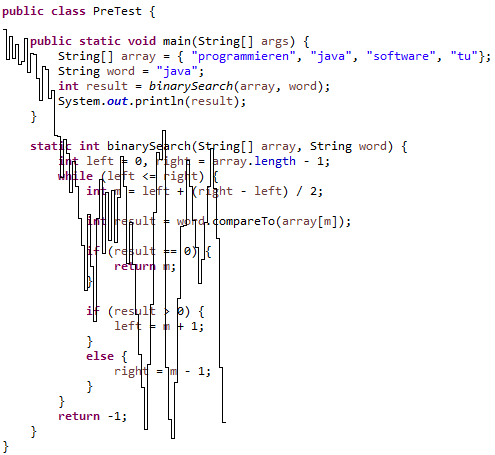 public class PreTest {
public static void main(String[] args) {
String[] array = { "programmieren", "java", "software", "tu"};
String word = "java";
int result = binarySearch(array, word);
System.out.println(result);
}
static int binarySearch(String[] array, String word) {
int left = 0, right = array.length - 1;
while (left <= right) {
int m = left + (right - left) / 2;
int result = word.compareTo(array[m]);
if (result == 0) {
return m;
}
if (result > 0) {
left = m + 1;
}
else {
right = m - 1;
}
}
return -1;
}
}